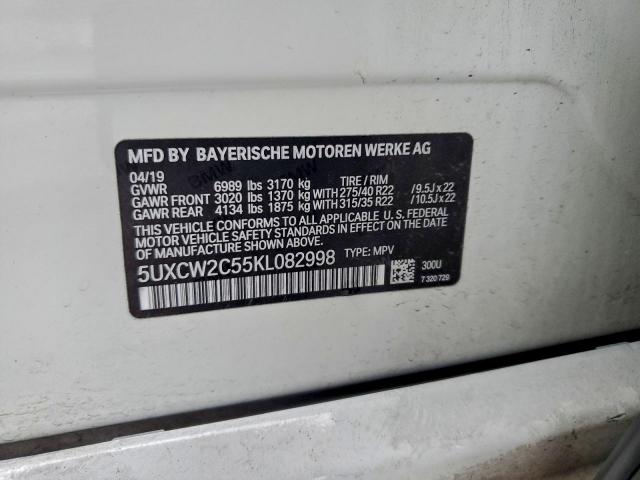 MFD BY BAYERISCHE MOTOREN WERKE AG
04/19 TIRE / RIM
GVWR 6989 lbs 3170 kg
GAWR FRONT 3020 lbs 1370 kg WITH 275/40 R22 /9.5J x 22
GAWR REAR 4134 lbs 1875 kg WITH 315/35 R22 /10.5J x 22
THIS VEHICLE CONFORMS TO ALL APPLICABLE U. S. FEDERAL
MOTOR VEHICLE SAFETY STANDARDS IN EFFECT ON THE
DATE OF MANUFACTURE SHOWN ABOVE.
5UXCW2C55KL082998 TYPE: MPV
300U
7 320 729